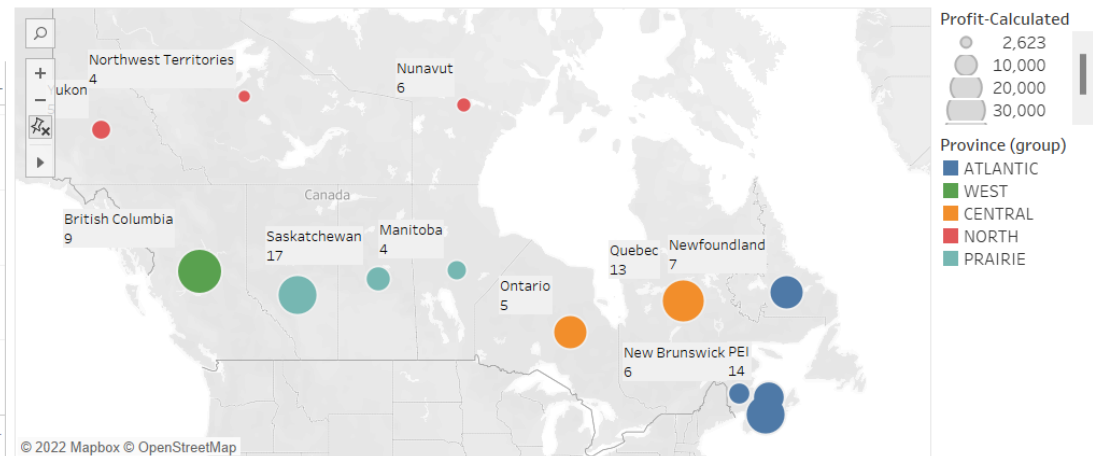 Northwest Territories
4
Nunavut
6
ukon
Canada
British Columbia
9
Saskatchewan
17
Manitoba
4
Ontario
5
Quebec
13
Newfoundland
7
New Brunswick
6
PEI
14
© 2022 Mapbox © OpenStreetMap
Profit-Calculated
2,623
10,000
20,000
30,000
Province (group)
ATLANTIC
WEST
CENTRAL
NORTH
PRAIRIE